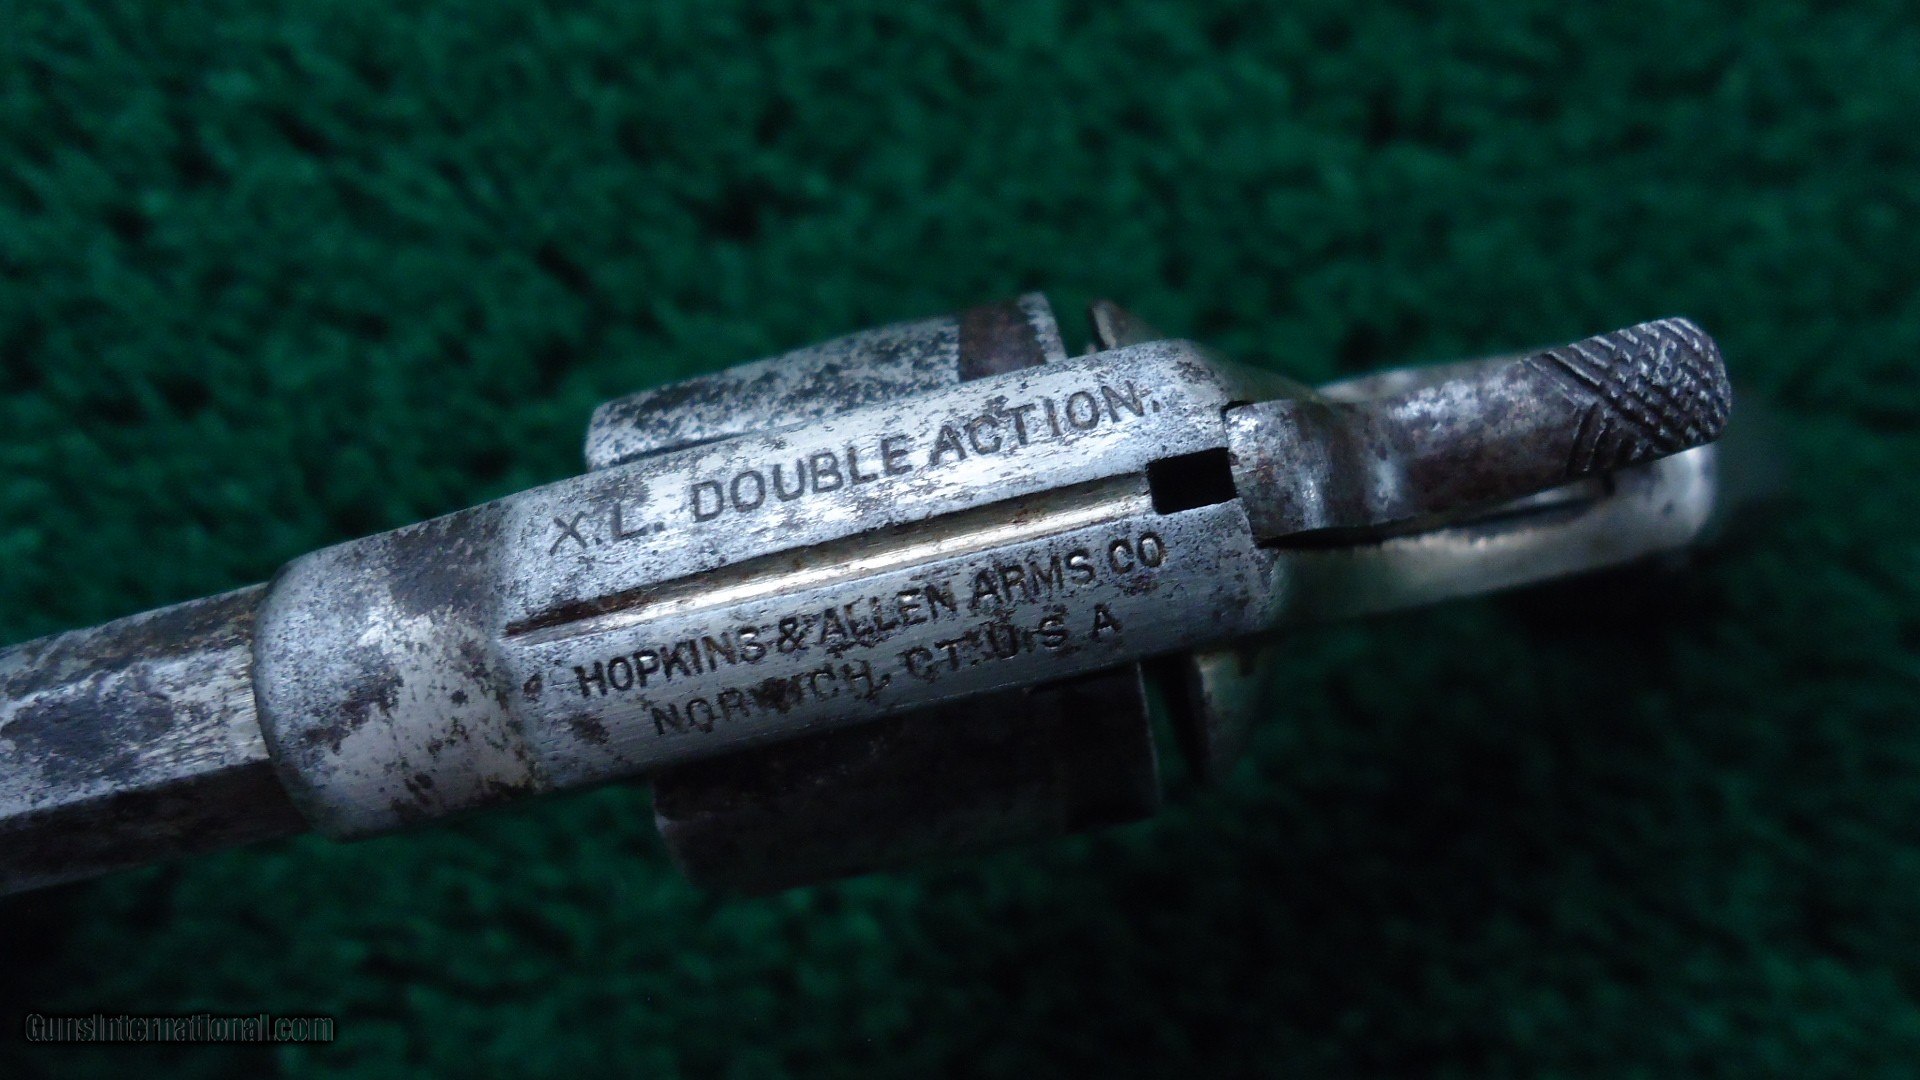 X.L. DOUBLE ACTION.
HOPKINS & ALLEN ARMS CO
NORWICH, CT. U.S A
GunsInternational.com